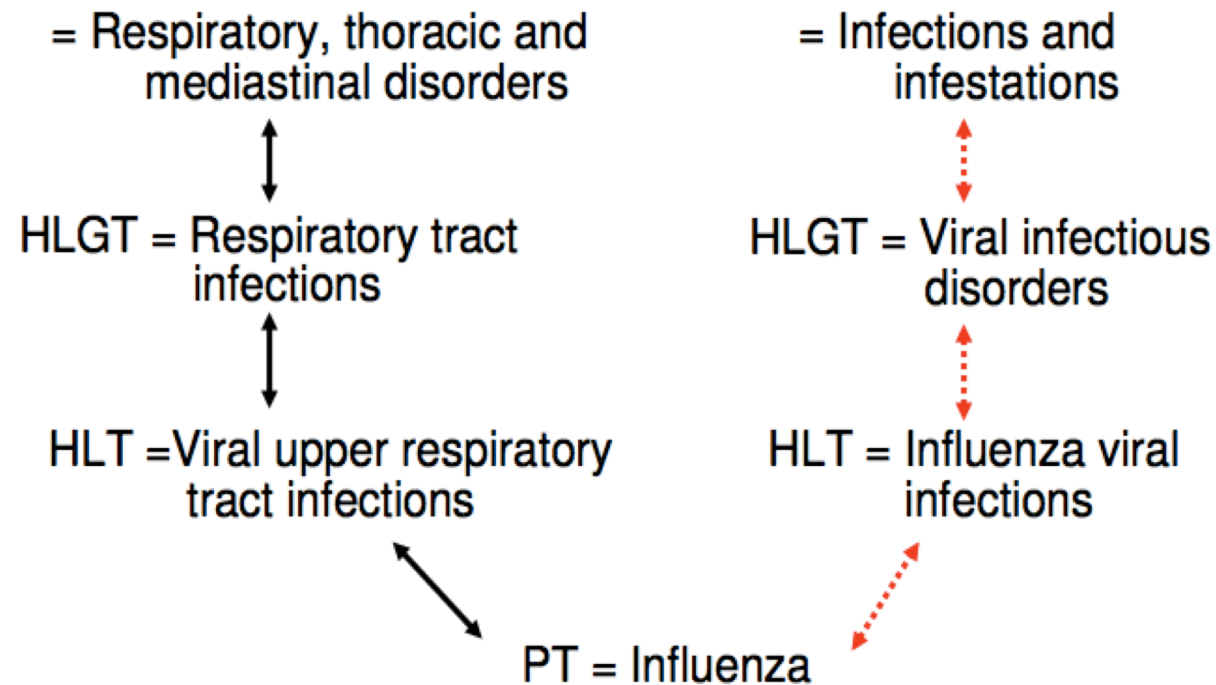 = Respiratory, thoracic and
mediastinal disorders
= Infections and
infestations
HLGT = Respiratory tract
infections
HLGT = Viral infectious
disorders
HLT =Viral upper respiratory
tract infections
HLT = Influenza viral
infections
PT = Influenza